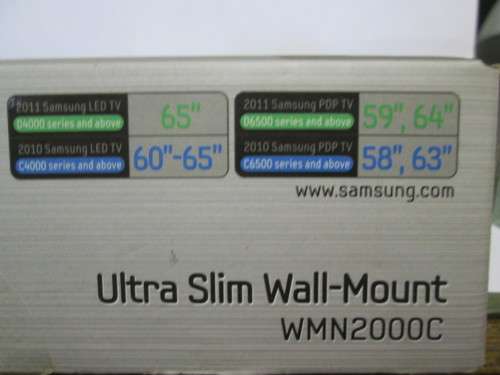 2011 Samsung LED TV
D4000 series and above
65"
2010 Samsung LED TV
C4000 series and above
60"-65"
2011 Samsung PDP TV
D6500 series and above
59", 64"
2010 Samsung PDP TV
C6500 series and above
58", 63"
www.samsung.com
Ultra Slim Wall-Mount
WMN2000C